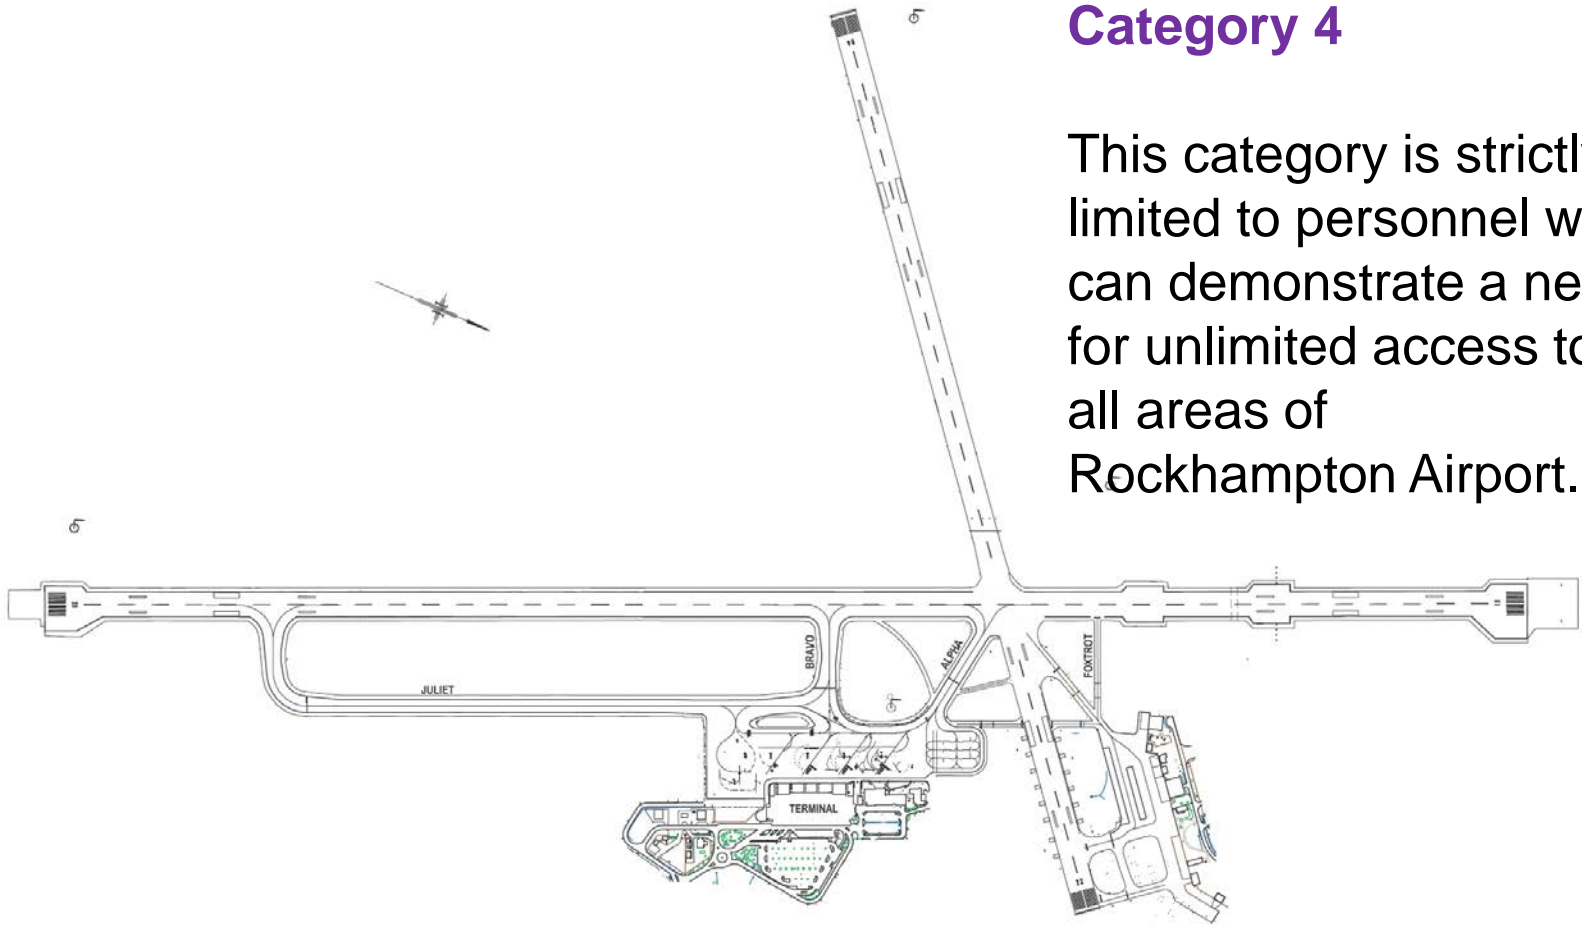 Category 4
This category is strictly
limited to personnel w
can demonstrate a ne
for unlimited access to
all areas of
Rockhampton Airport.
BRAVO
ALPHA
FOXTROT
JULIET
TERMINAL